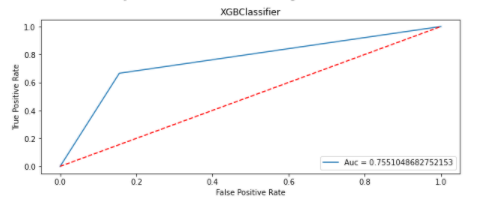 XGBClassifier
1.0
0.8
0.6
0.4
0.2
0.0
True Positive Rate
Auc = 0.7551048682752153
0.0 0.2 0.4 0.6 0.8 1.0
False Positive Rate